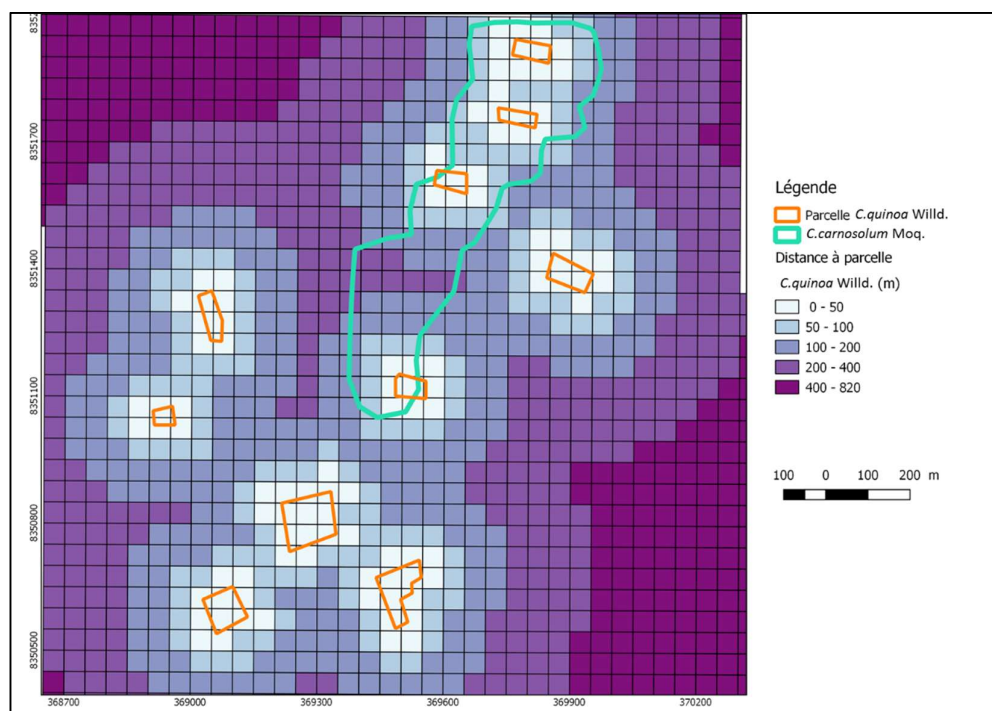 8352
8351700
8351400
8351100
8350800
8350500
368700 369000 369300 369600 369900 370200
Légende
Parcelle C.quinoa Willd.
C.carnosolum Moq.
Distance à parcelle
C.quinoa Willd. (m)
0 - 50
50 - 100
100 - 200
200 - 400
400 - 820
100 0 100 200 m